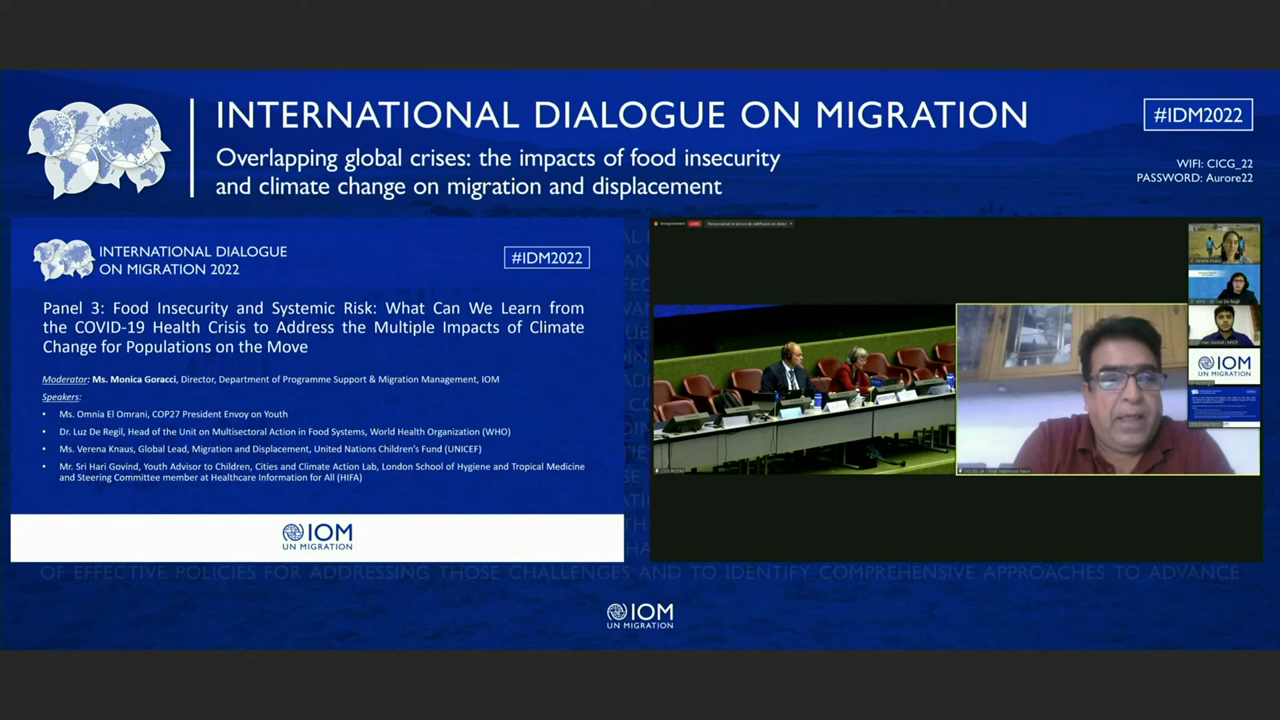 INTERNATIONAL DIALOGUE ON MIGRATION
Overlapping global crises: the impacts of food insecurity
and climate change on migration and displacement
#IDM2022
WIFI: CICG_22
PASSWORD: Aurore22
INTERNATIONAL DIALOGUE
ON MIGRATION 2022
#IDM2022
Panel 3: Food Insecurity and Systemic Risk: What Can We Learn from
the COVID-19 Health Crisis to Address the Multiple Impacts of Climate
Change for Populations on the Move
Moderator: Ms. Monica Goracci, Director, Department of Programme Support & Migration Management, IOM
Speakers:
• Ms. Omnia El Omrani, COP27 President Envoy on Youth
• Dr. Luz De Regil, Head of the Unit on Multisectoral Action in Food Systems, World Health Organization (WHO)
• Ms. Verena Knaus, Global Lead, Migration and Displacement, United Nations Children's Fund (UNICEF)
• Mr. Sri Hari Govind, Youth Advisor to Children, Cities and Climate Action Lab, London School of Hygiene and Tropical Medicine
and Steering Committee member at Healthcare Information for All (HIFA)
IOM
UN MIGRATION
LIVE
IOM
UN MIGRATION
OF EFFECTIVE POLICIES FOR ADDRESSING THOSE CHALLENGES AND TO IDENTIFY COMPREHENSIVE APPROACHES TO ADVANCE
IOM
UN MIGRATION